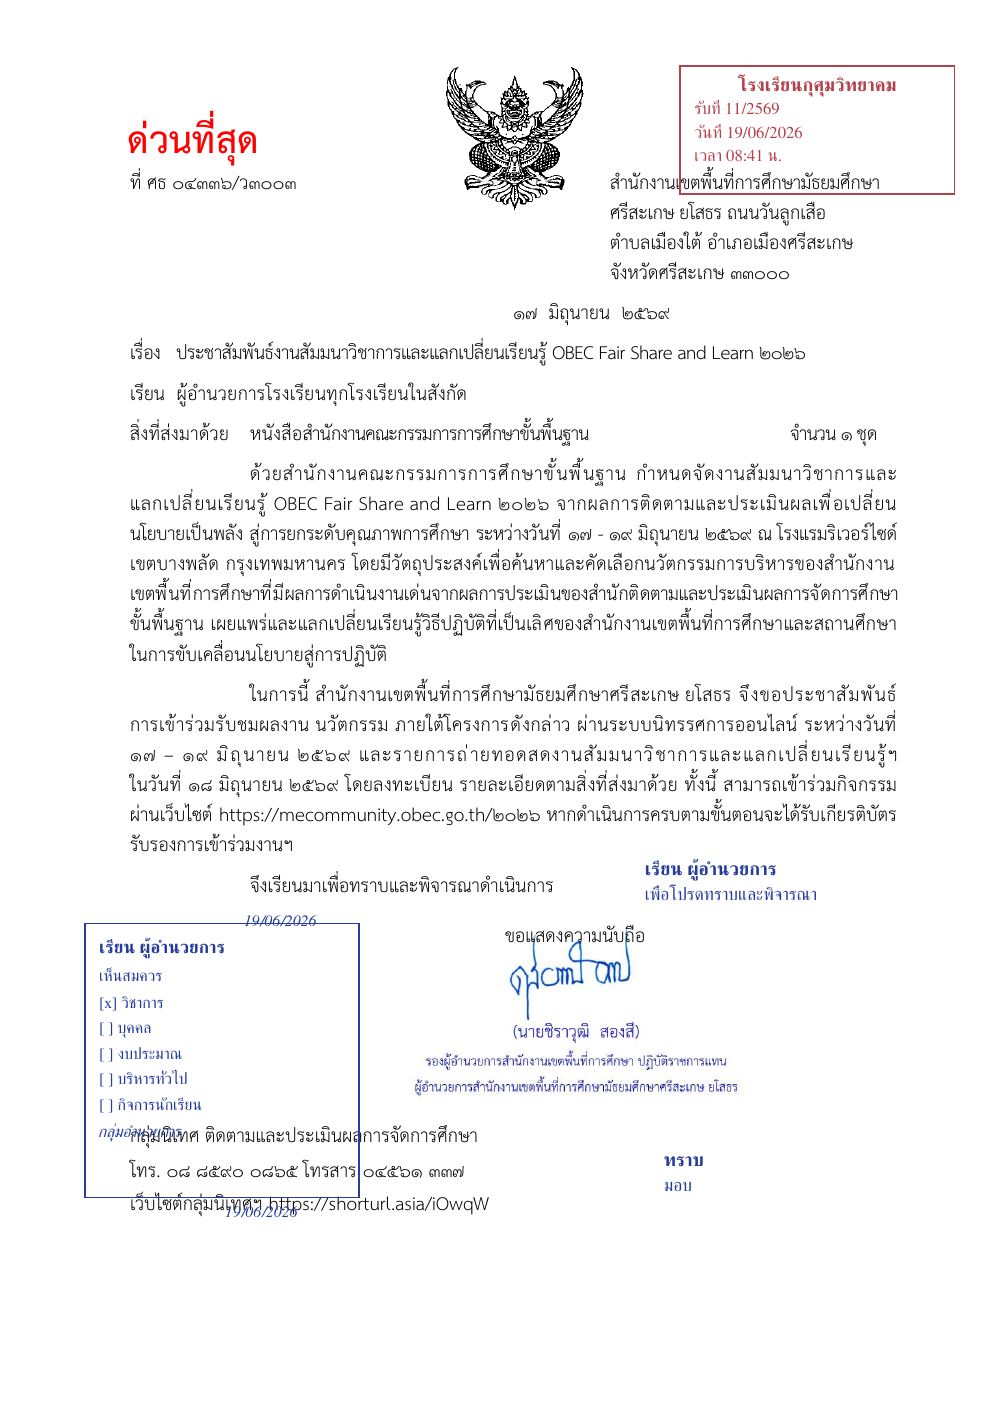 โรงเรียนกุศุมวิทยาคม
รับที่ 11/2569
วันที่ 19/06/2026
เวลา 08:41 น.
ด่วนที่สุด
ที่ ศธ ๐๔๓๓๖/ว๓๐๐๓
สำนักงานเขตพื้นที่การศึกษามัธยมศึกษา
ศรีสะเกษ ยโสธร ถนนวันลูกเสือ
ตำบลเมืองใต้ อำเภอเมืองศรีสะเกษ
จังหวัดศรีสะเกษ ๓๓๐๐๐
๑๗ มิถุนายน ๒๕๖๙
เรื่อง ประชาสัมพันธ์งานสัมมนาวิชาการและแลกเปลี่ยนเรียนรู้ OBEC Fair Share and Learn ๒๐๒๖
เรียน ผู้อำนวยการโรงเรียนทุกโรงเรียนในสังกัด
สิ่งที่ส่งมาด้วย หนังสือสำนักงานคณะกรรมการการศึกษาขั้นพื้นฐาน จำนวน ๑ ชุด
ด้วยสำนักงานคณะกรรมการการศึกษาขั้นพื้นฐาน กำหนดจัดงานสัมมนาวิชาการและ
แลกเปลี่ยนเรียนรู้ OBEC Fair Share and Learn ๒๐๒๖ จากผลการติดตามและประเมินผลเพื่อเปลี่ยน
นโยบายเป็นพลัง สู่การยกระดับคุณภาพการศึกษา ระหว่างวันที่ ๑๗ - ๑๙ มิถุนายน ๒๕๖๙ ณ โรงแรมริเวอร์ไซด์
เขตบางพลัด กรุงเทพมหานคร โดยมีวัตถุประสงค์เพื่อค้นหาและคัดเลือกนวัตกรรมการบริหารของสำนักงาน
เขตพื้นที่การศึกษาที่มีผลการดำเนินงานเด่นจากผลการประเมินของสำนักติดตามและประเมินผลการจัดการศึกษา
ขั้นพื้นฐาน เผยแพร่และแลกเปลี่ยนเรียนรู้วิธีปฏิบัติที่เป็นเลิศของสำนักงานเขตพื้นที่การศึกษาและสถานศึกษา
ในการขับเคลื่อนนโยบายสู่การปฏิบัติ
ในการนี้ สำนักงานเขตพื้นที่การศึกษามัธยมศึกษาศรีสะเกษ ยโสธร จึงขอประชาสัมพันธ์
การเข้าร่วมรับชมผลงาน นวัตกรรม ภายใต้โครงการดังกล่าว ผ่านระบบนิทรรศการออนไลน์ ระหว่างวันที่
๑๗ – ๑๙ มิถุนายน ๒๕๖๙ และรายการถ่ายทอดสดงานสัมมนาวิชาการและแลกเปลี่ยนเรียนรู้ฯ
ในวันที่ ๑๘ มิถุนายน ๒๕๖๙ โดยลงทะเบียน รายละเอียดตามสิ่งที่ส่งมาด้วย ทั้งนี้ สามารถเข้าร่วมกิจกรรม
ผ่านเว็บไซต์ https://mecommunity.obec.go.th/๒๐๒๖ หากดำเนินการครบตามขั้นตอนจะได้รับเกียรติบัตร
รับรองการเข้าร่วมงานฯ
จึงเรียนมาเพื่อทราบและพิจารณาดำเนินการ
เรียน ผู้อำนวยการ
เพื่อโปรดทราบและพิจารณา
19/06/2026
ขอแสดงความนับถือ
เรียน ผู้อำนวยการ
เห็นสมควร
[x] วิชาการ
[ ] บุคคล
[ ] งบประมาณ
[ ] บริหารทั่วไป
[ ] กิจการนักเรียน
กลุ่มอำนวยการ
(นายชิราวุฒิ สองสี)
รองผู้อำนวยการสำนักงานเขตพื้นที่การศึกษา ปฏิบัติราชการแทน
ผู้อำนวยการสำนักงานเขตพื้นที่การศึกษามัธยมศึกษาศรีสะเกษ ยโสธร
กลุ่มนิเทศ ติดตามและประเมินผลการจัดการศึกษา
โทร. ๐๘ ๘๕๙๐ ๐๘๖๕ โทรสาร ๐๔๕๖๑ ๓๓๗
เว็บไซต์กลุ่มนิเทศฯ https://shorturl.asia/iOwqW
19/06/2026
ทราบ
มอบ